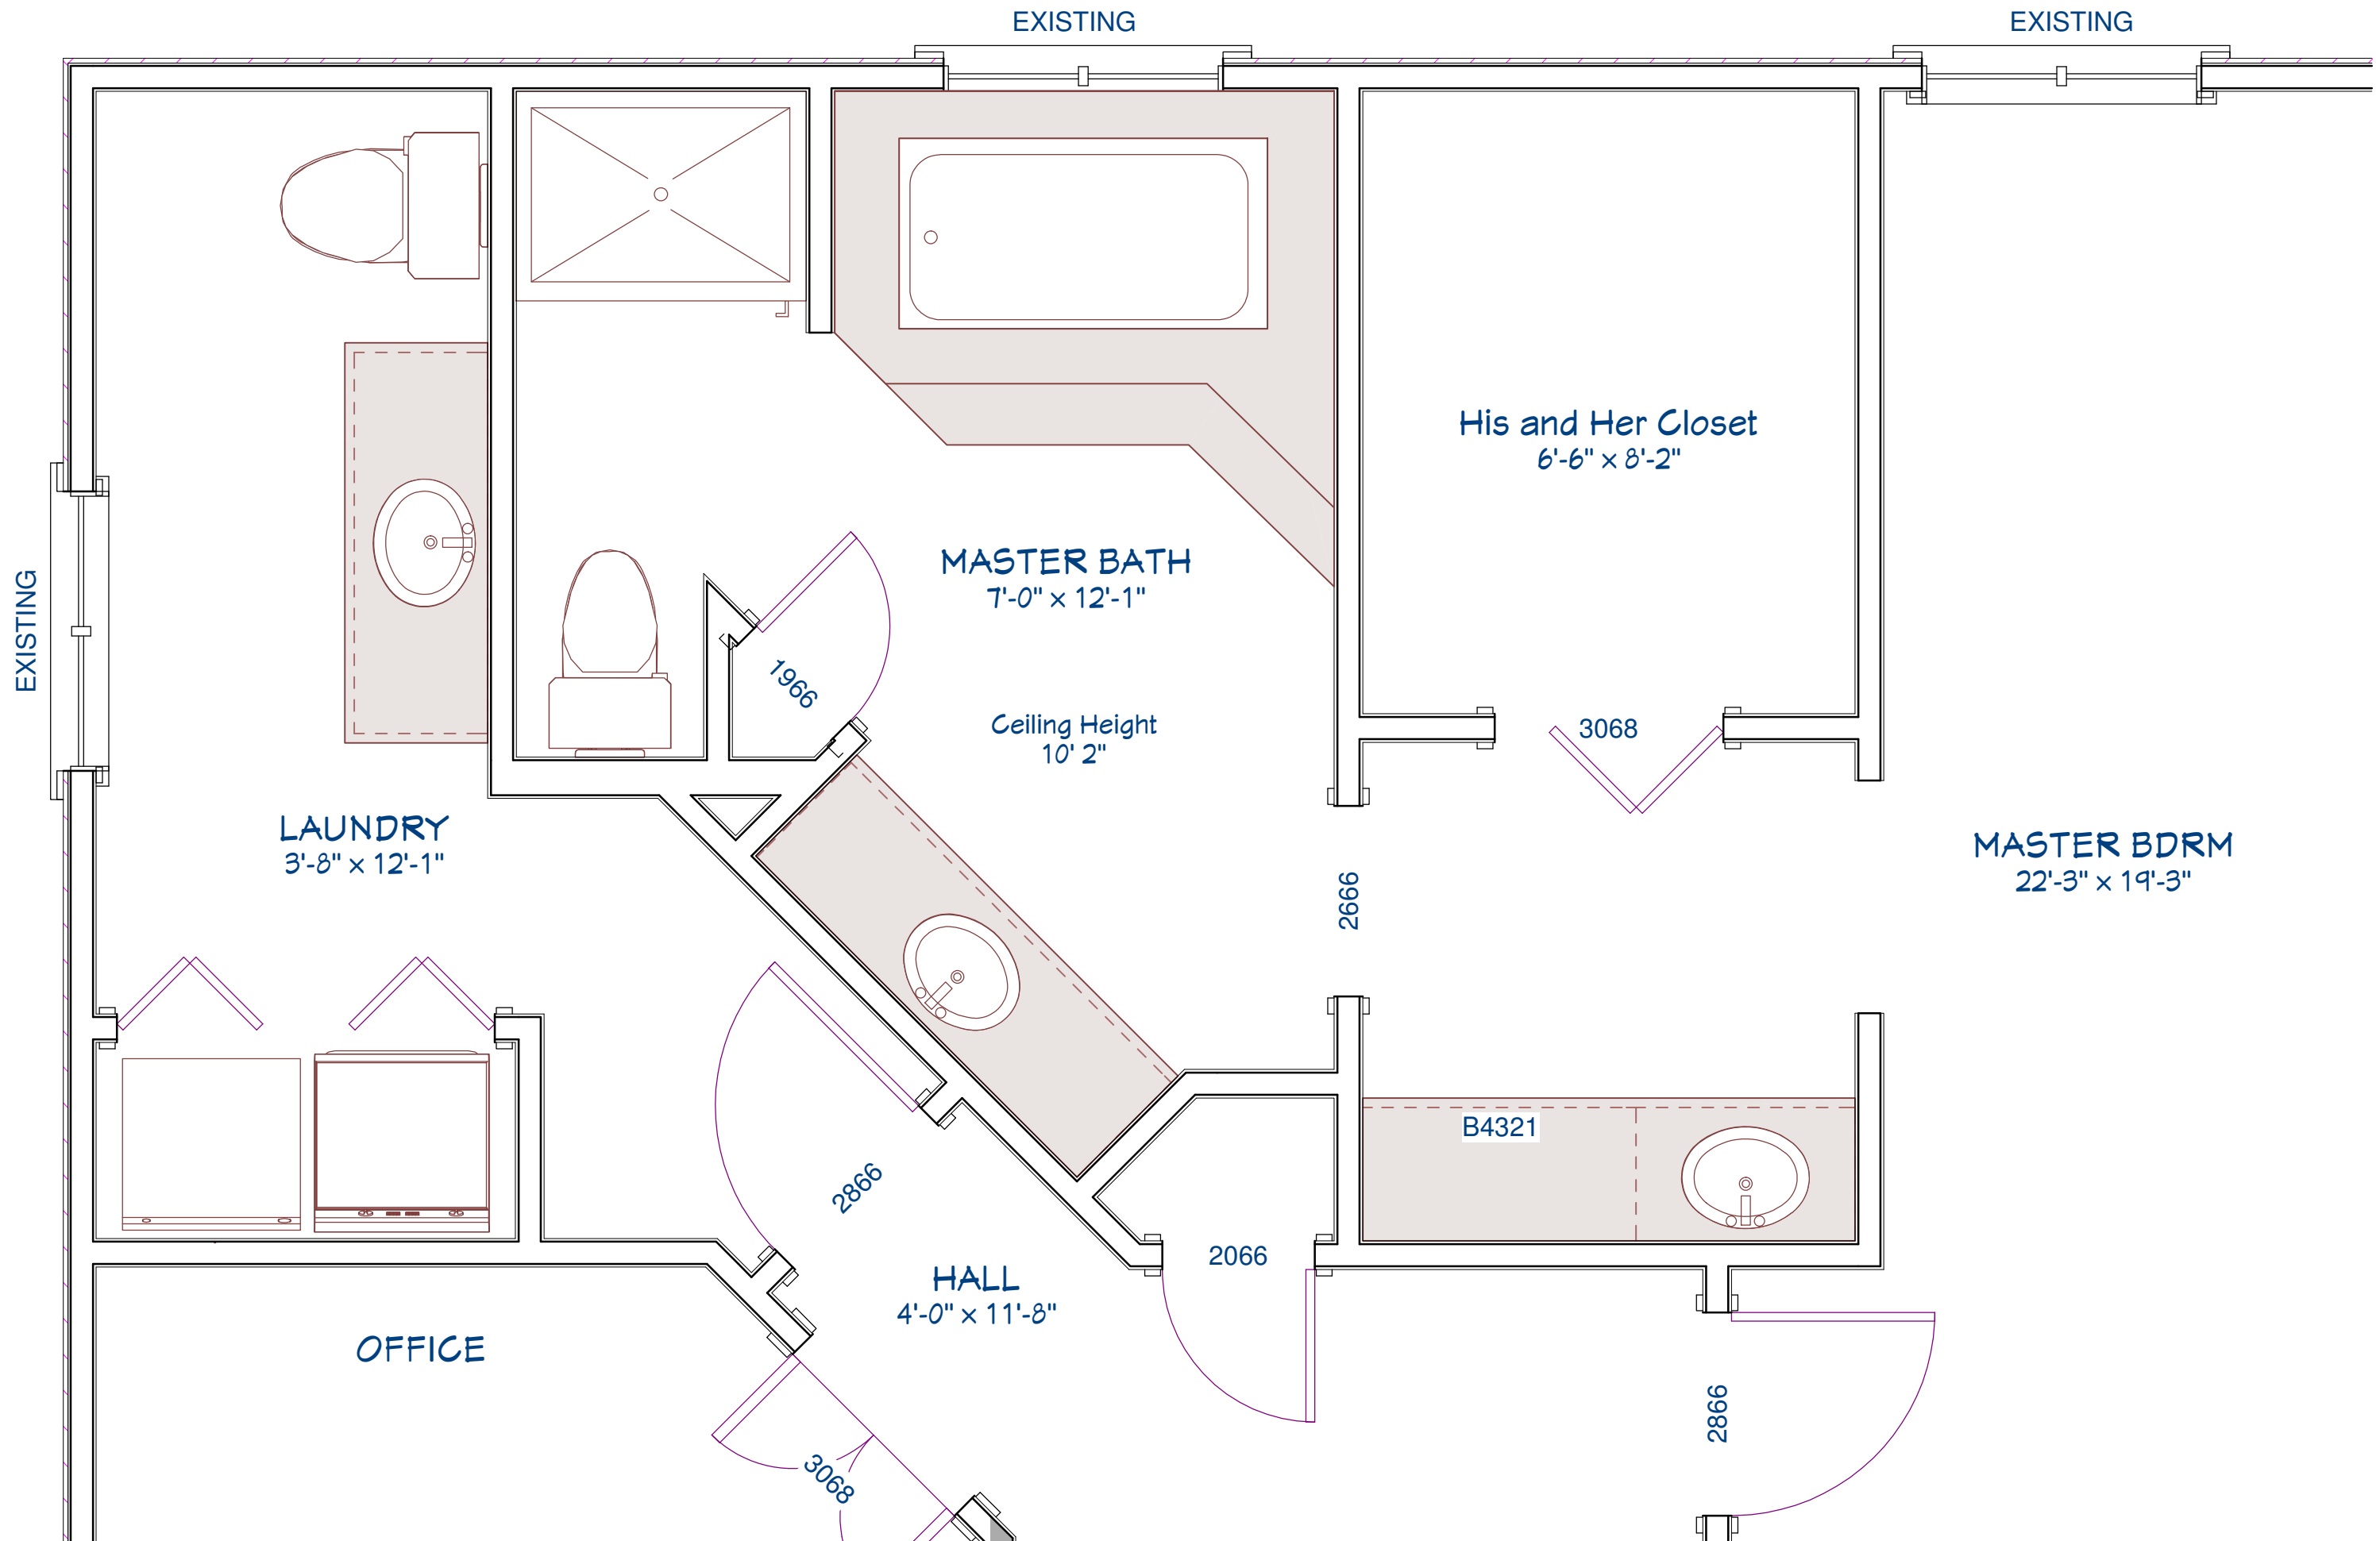 EXISTING
EXISTING
His and Her Closet
6'-6" x 8'-2"
MASTER BATH
7'-0" x 12'-1"
EXISTING
1966
Ceiling Height
10' 2"
3068
LAUNDRY
3'-8" x 12'-1"
MASTER BDRM
22'-3" x 19'-3"
2666
B4321
2866
2066
HALL
4'-0" x 11'-8"
OFFICE
2866
3068